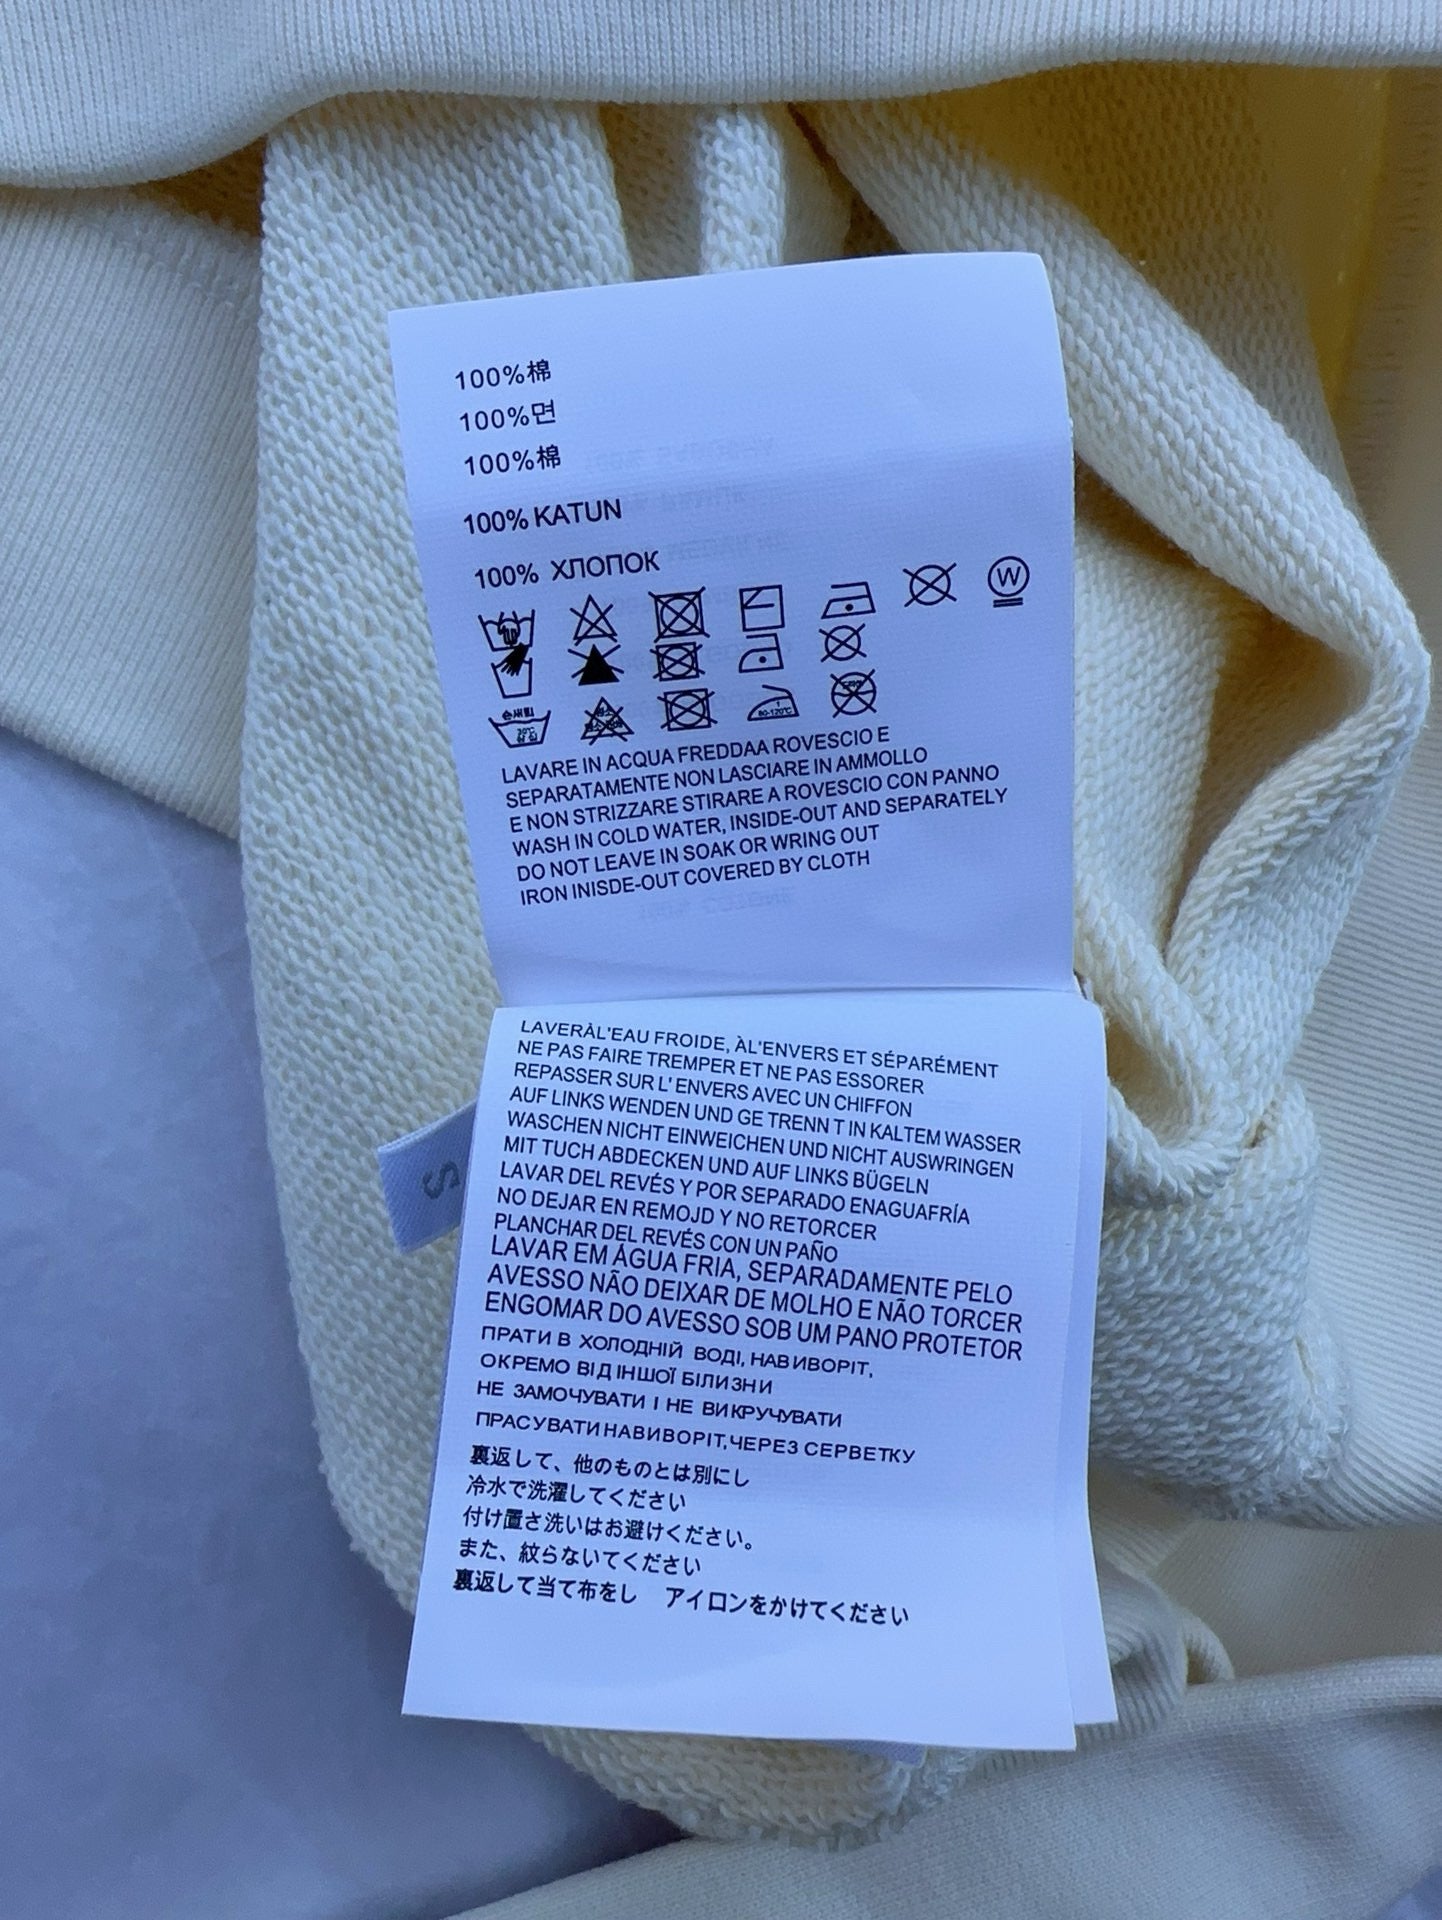 100%棉
100%면
100%棉
100% KATUN
100% ХЛОПОК
W
손세탁
30℃
80-120℃
LAVARE IN ACQUA FREDDAA ROVESCIO E
SEPARATAMENTE NON LASCIARE IN AMMOLLO
E NON STRIZZARE STIRARE A ROVESCIO CON PANNO
WASH IN COLD WATER, INSIDE-OUT AND SEPARATELY
DO NOT LEAVE IN SOAK OR WRING OUT
IRON INISDE-OUT COVERED BY CLOTH
LAVERÀL'EAU FROIDE, ÀL'ENVERS ET SÉPARÉMENT
NE PAS FAIRE TREMPER ET NE PAS ESSORER
REPASSER SUR L' ENVERS AVEC UN CHIFFON
AUF LINKS WENDEN UND GE TRENN T IN KALTEM WASSER
WASCHEN NICHT EINWEICHEN UND NICHT AUSWRINGEN
MIT TUCH ABDECKEN UND AUF LINKS BÜGELN
LAVAR DEL REVÉS Y POR SEPARADO ENAGUAFRÍA
NO DEJAR EN REMOJD Y NO RETORCER
PLANCHAR DEL REVÉS CON UN PAÑO
LAVAR EM ÁGUA FRIA, SEPARADAMENTE PELO
AVESSO NÃO DEIXAR DE MOLHO E NÃO TORCER
ENGOMAR DO AVESSO SOB UM PANO PROTETOR
ПРАТИ В ХОЛОДНІЙ ВОДІ, НАВИВОРІТ,
ОКРЕМО ВІД ІНШОЇ БІЛИЗНИ
НЕ ЗАМОЧУВАТИ І НЕ ВИКРУЧУВАТИ
ПРАСУВАТИ НАВИВОРІТ, ЧЕРЕЗ СЕРВЕТКУ
裏返して、他のものとは別にし
冷水で洗濯してください
付け置き洗いはお避けください。
また、紋らないてください
裏返して当て布をし アイロンをかけてください
S